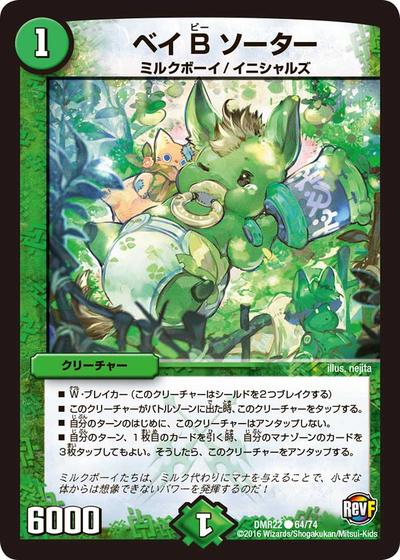 1
ビー
ベイ B ソーター
ミルクボーイ / イニシャルズ
クリーチャー
illus. nejita
■ W・ブレイカー（このクリーチャーはシールドを２つブレイクする）
■ このクリーチャーがバトルゾーンに出た時、このクリーチャーをタップする。
■ 自分のターンのはじめに、このクリーチャーはアンタップしない。
■ 自分のターン、１枚目のカードを引く時、自分のマナゾーンのカードを
３枚タップしてもよい。そうしたら、このクリーチャーをアンタップする。
ミルクボーイたちは、ミルク代わりにマナを与えることで、小さな
体からは想像できないパワーを発揮するのだ！
RevF
6000
1
DMR22 ● 64/74
©2016 Wizards/Shogakukan/Mitsui-Kids